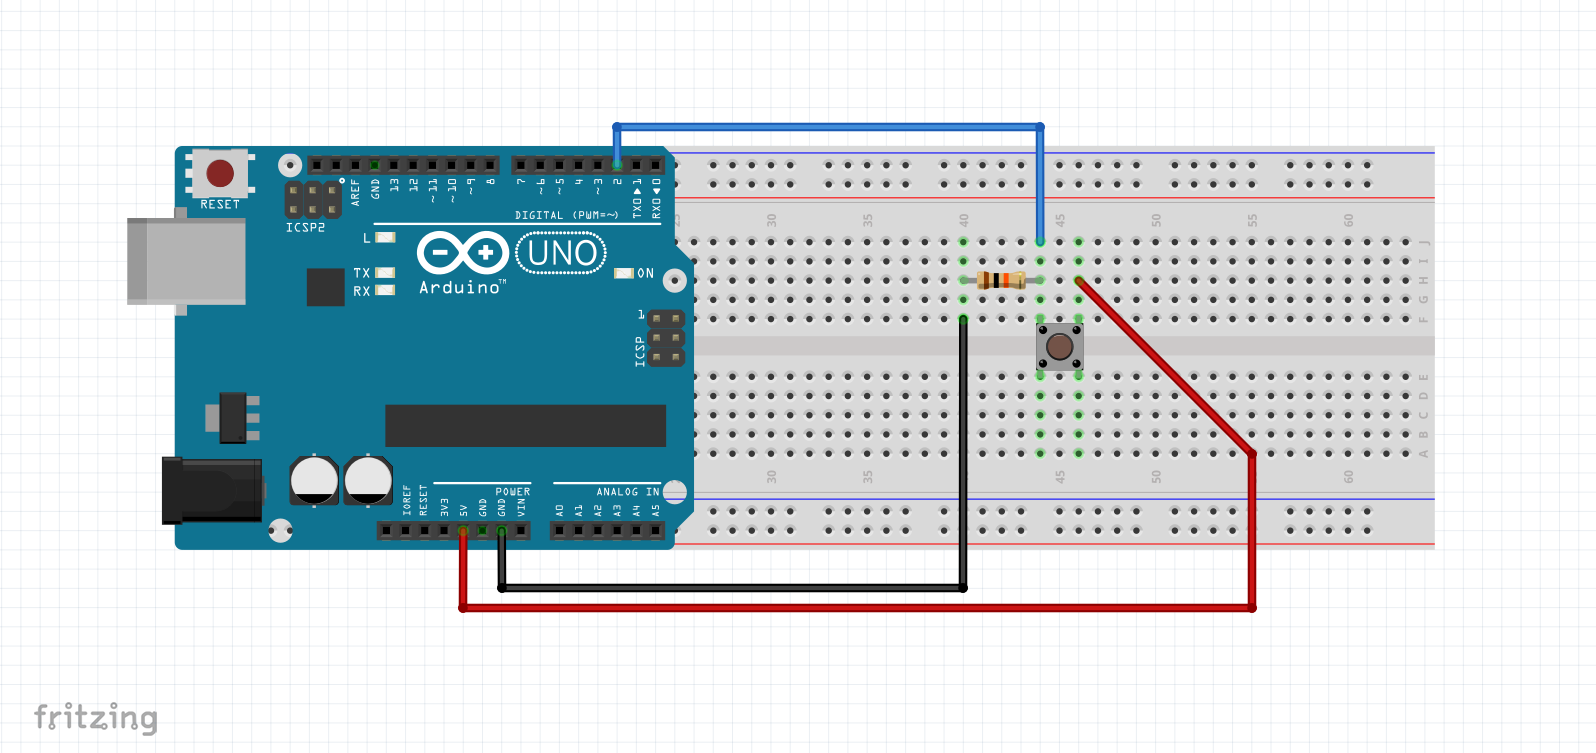 RESET
ICSP2
AREF
GND
13
12
~11
~10
~9
8
7
~6
~5
4
~3
2
TX0▶1
RX0◀0
DIGITAL (PWM=~)
L
TX
RX
UNO
Arduino™
ON
1
ICSP
IOREF
RESET
3V3
5V
GND
GND
VIN
POWER
ANALOG IN
A0
A1
A2
A3
A4
A5
30
35
40
45
50
55
60
J
I
H
G
F
E
D
C
B
A
30
35
45
50
55
60
fritzing